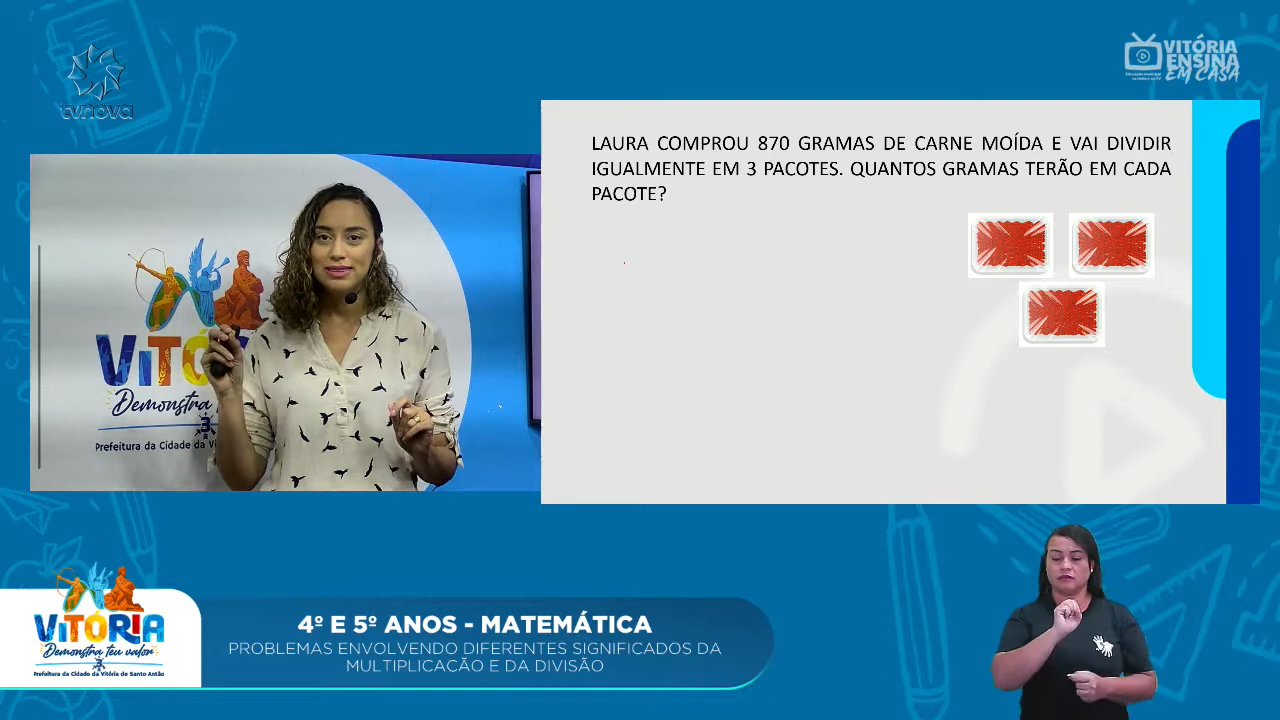 tvnova
VITÓRIA
ENSINA
EM CASA
LAURA COMPROU 870 GRAMAS DE CARNE MOÍDA E VAI DIVIDIR
IGUALMENTE EM 3 PACOTES. QUANTOS GRAMAS TERÃO EM CADA
PACOTE?
VITÓ
Demonstra
Prefeitura da Cidade da Vi
4º E 5º ANOS - MATEMÁTICA
PROBLEMAS ENVOLVENDO DIFERENTES SIGNIFICADOS DA
MULTIPLICAÇÃO E DA DIVISÃO
VITÓRIA
Demonstra teu valor
Prefeitura da Cidade da Vitória de Santo Antão